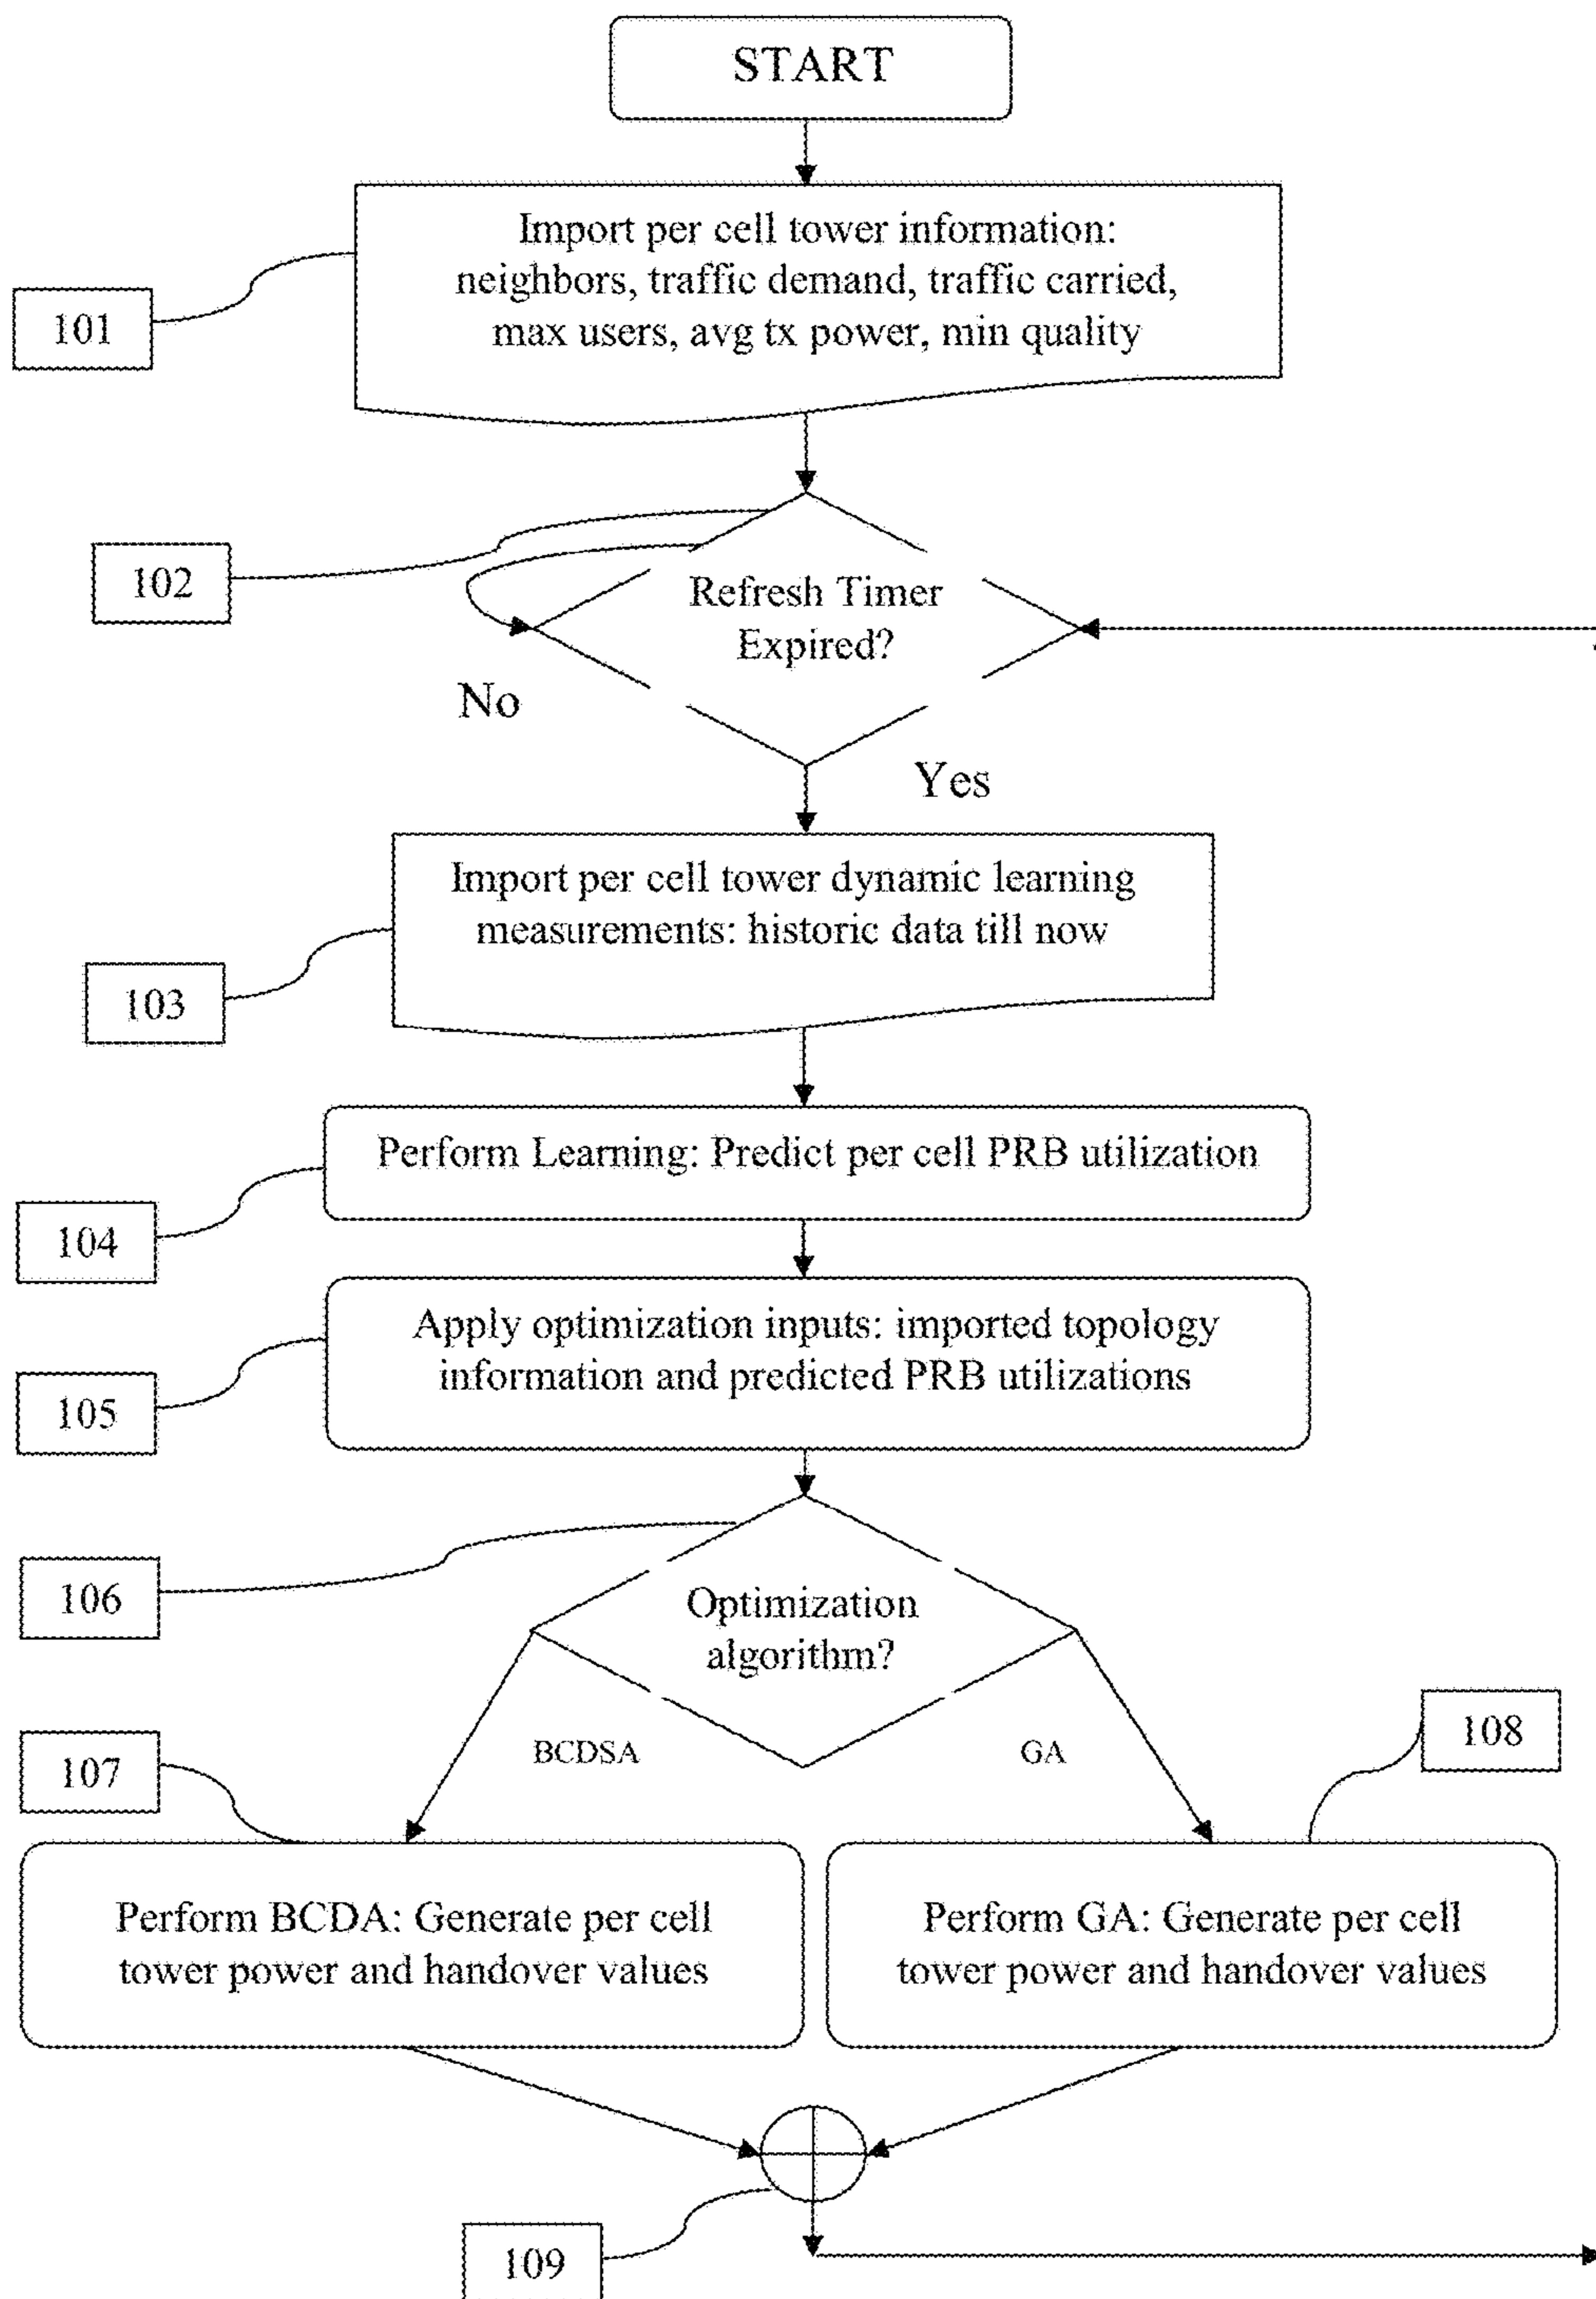 START
Import per cell tower information:
neighbors, traffic demand, traffic carried,
max users, avg tx power, min quality
101
102
Refresh Timer
Expired?
No
Yes
Import per cell tower dynamic learning
measurements: historic data till now
103
Perform Learning: Predict per cell PRB utilization
104
Apply optimization inputs: imported topology
information and predicted PRB utilizations
105
106
Optimization
algorithm?
107
BCDSA
GA
108
Perform BCDA: Generate per cell
tower power and handover values
Perform GA: Generate per cell
tower power and handover values
109